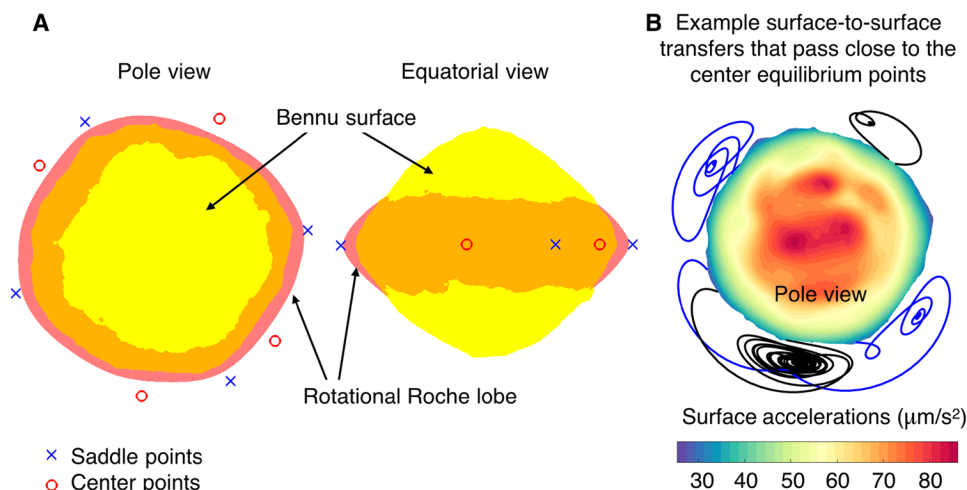 A
Pole view
Equatorial view
Bennu surface
Rotational Roche lobe
Saddle points
Center points
B
Example surface-to-surface
transfers that pass close to the
center equilibrium points
Pole view
Surface accelerations (μm/s²)
30 40 50 60 70 80